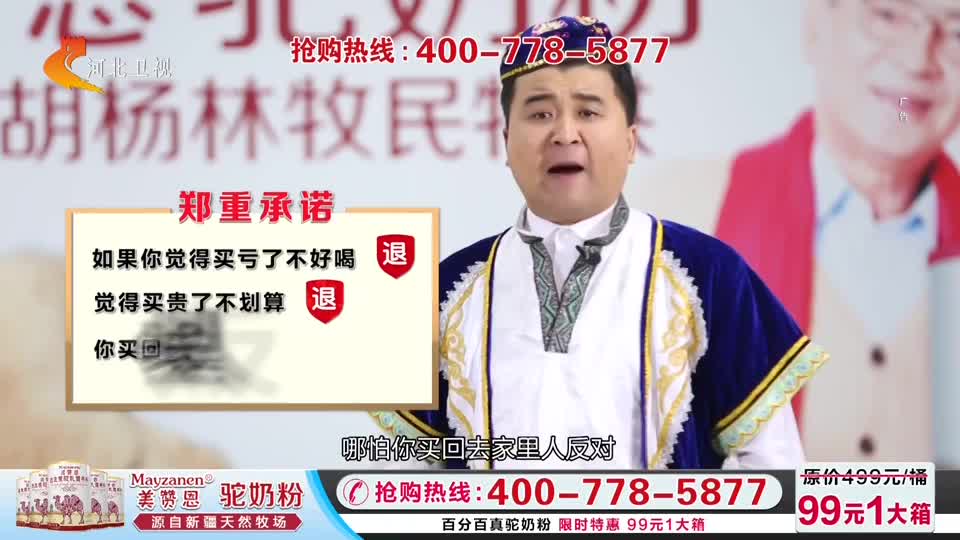 抢购热线:400-778-5877
河北卫视
广告
胡杨林牧民
郑重承诺
如果你觉得买亏了不好喝 退
觉得买贵了不划算 退
你买回
哪怕你买回去家里人反对
Mayzanen®
美赞恩
驼奶粉
源自新疆天然牧场
抢购热线:400-778-5877
百分百真驼奶粉 限时特惠 99元1大箱
原价499元/桶
99元1大箱